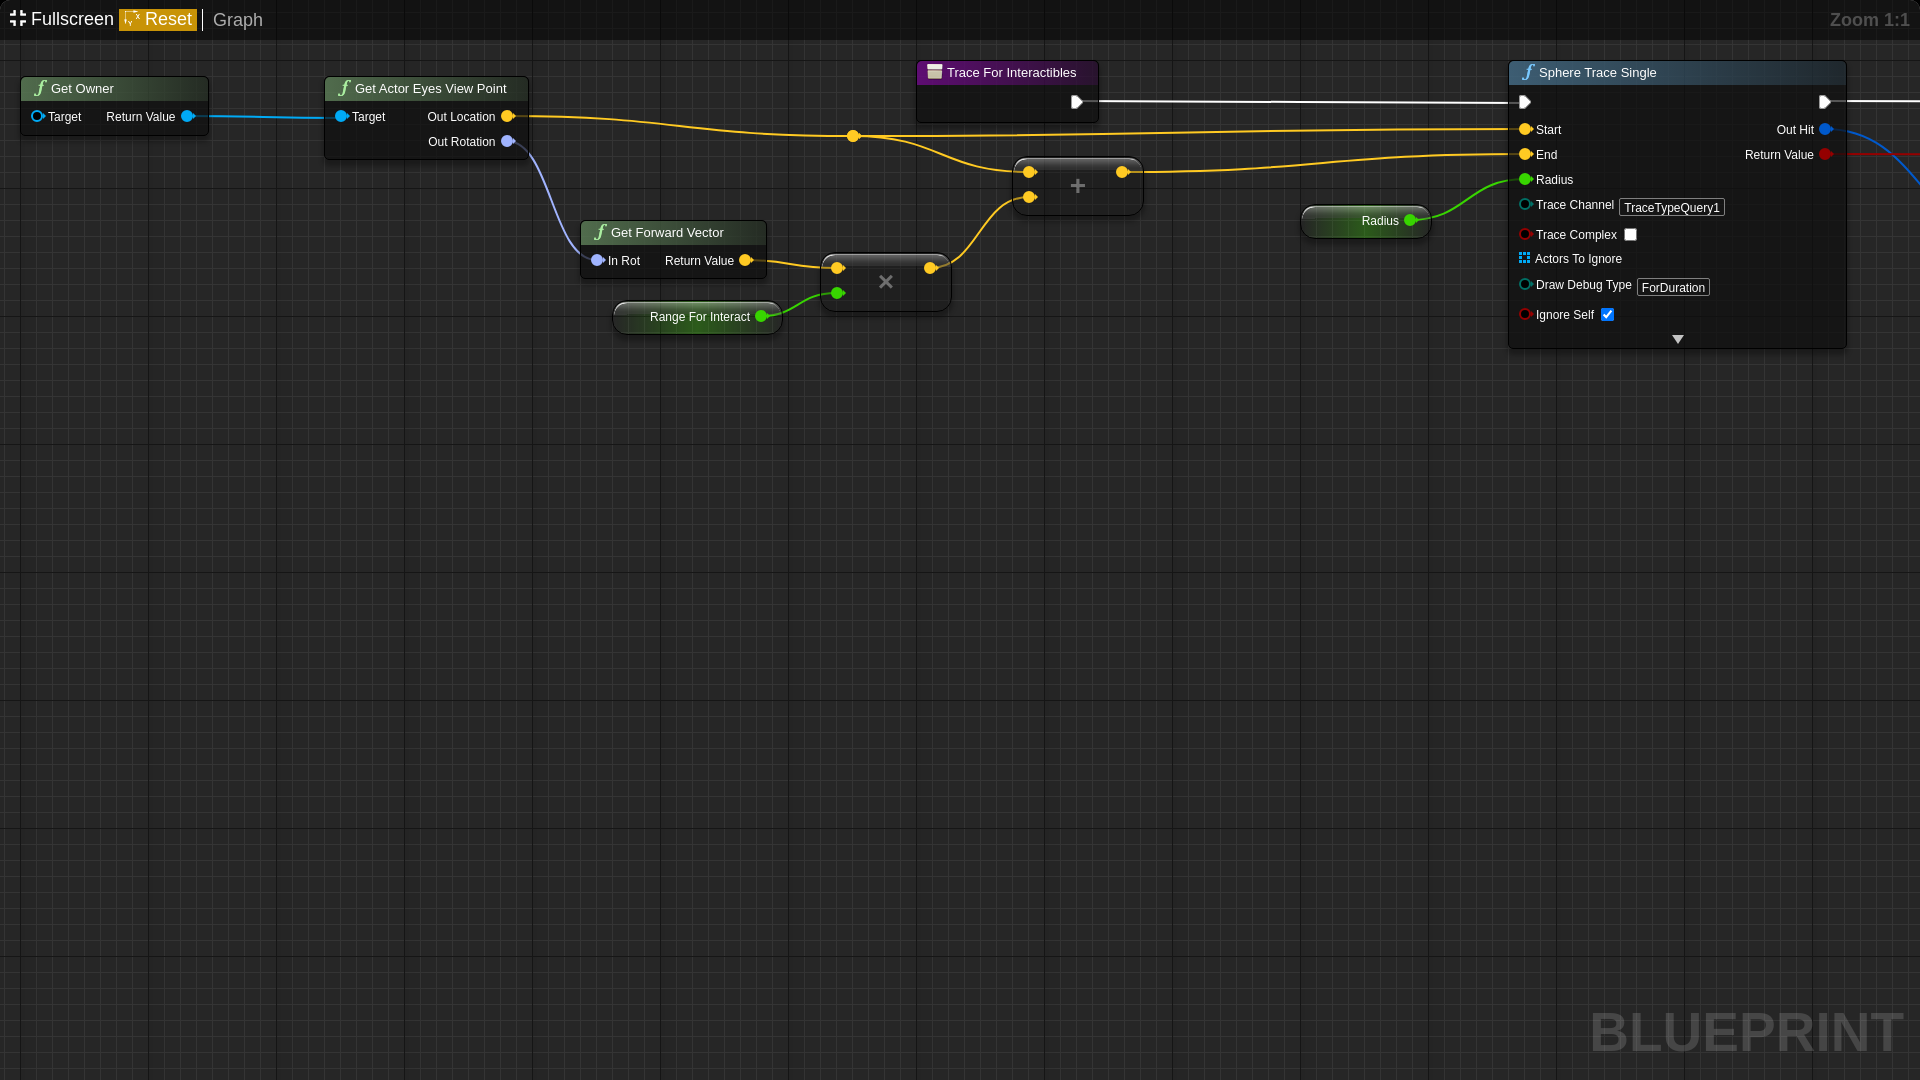 Fullscreen Reset Graph Zoom 1:1
Get Owner
Target Return Value
Get Actor Eyes View Point
Target Out Location
Out Rotation
Trace For Interactibles
+
Get Forward Vector
In Rot Return Value
×
Range For Interact
Radius
Sphere Trace Single
Start Out Hit
End Return Value
Radius
Trace Channel TraceTypeQuery1
Trace Complex
Actors To Ignore
Draw Debug Type ForDuration
Ignore Self
BLUEPRINT